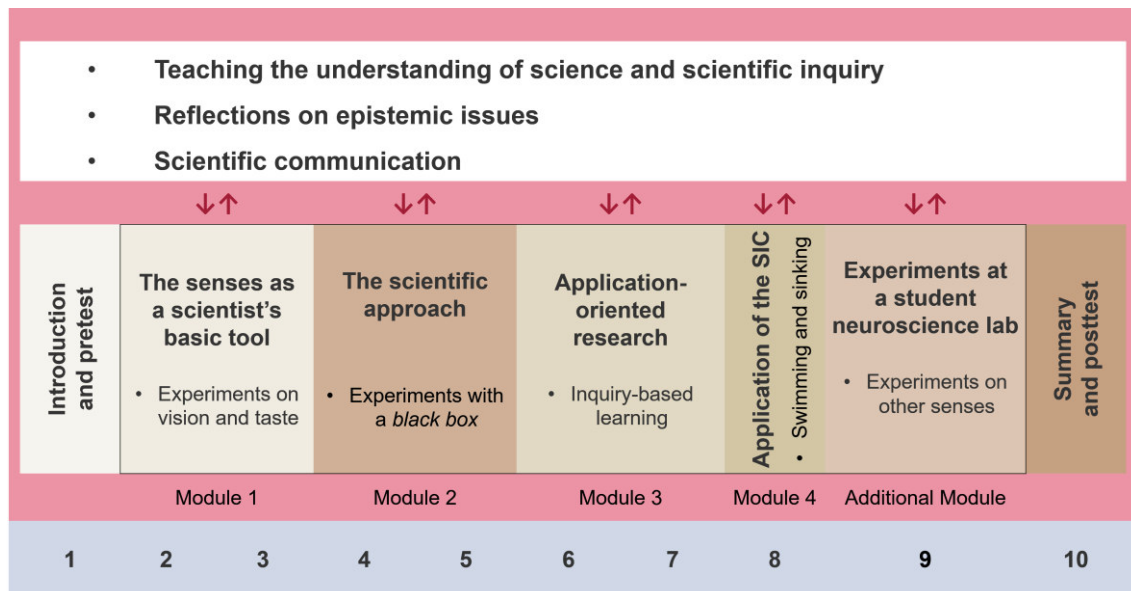 • Teaching the understanding of science and scientific inquiry
• Reflections on epistemic issues
• Scientific communication
↓↑ ↓↑ ↓↑ ↓↑ ↓↑
Introduction
and pretest
The senses as
a scientist's
basic tool
• Experiments on
vision and taste
The scientific
approach
• Experiments with
a black box
Application-
oriented
research
• Inquiry-based
learning
Application of the SIC
• Swimming and sinking
Experiments at
a student
neuroscience lab
• Experiments on
other senses
Summary
and posttest
Module 1 Module 2 Module 3 Module 4 Additional Module
1 2 3 4 5 6 7 8 9 10